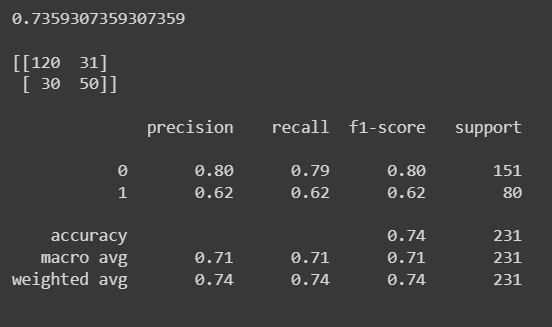 0.7359307359307359
[[120 31]
[ 30 50]]
precision recall f1-score support
0 0.80 0.79 0.80 151
1 0.62 0.62 0.62 80
accuracy 0.74 231
macro avg 0.71 0.71 0.71 231
weighted avg 0.74 0.74 0.74 231